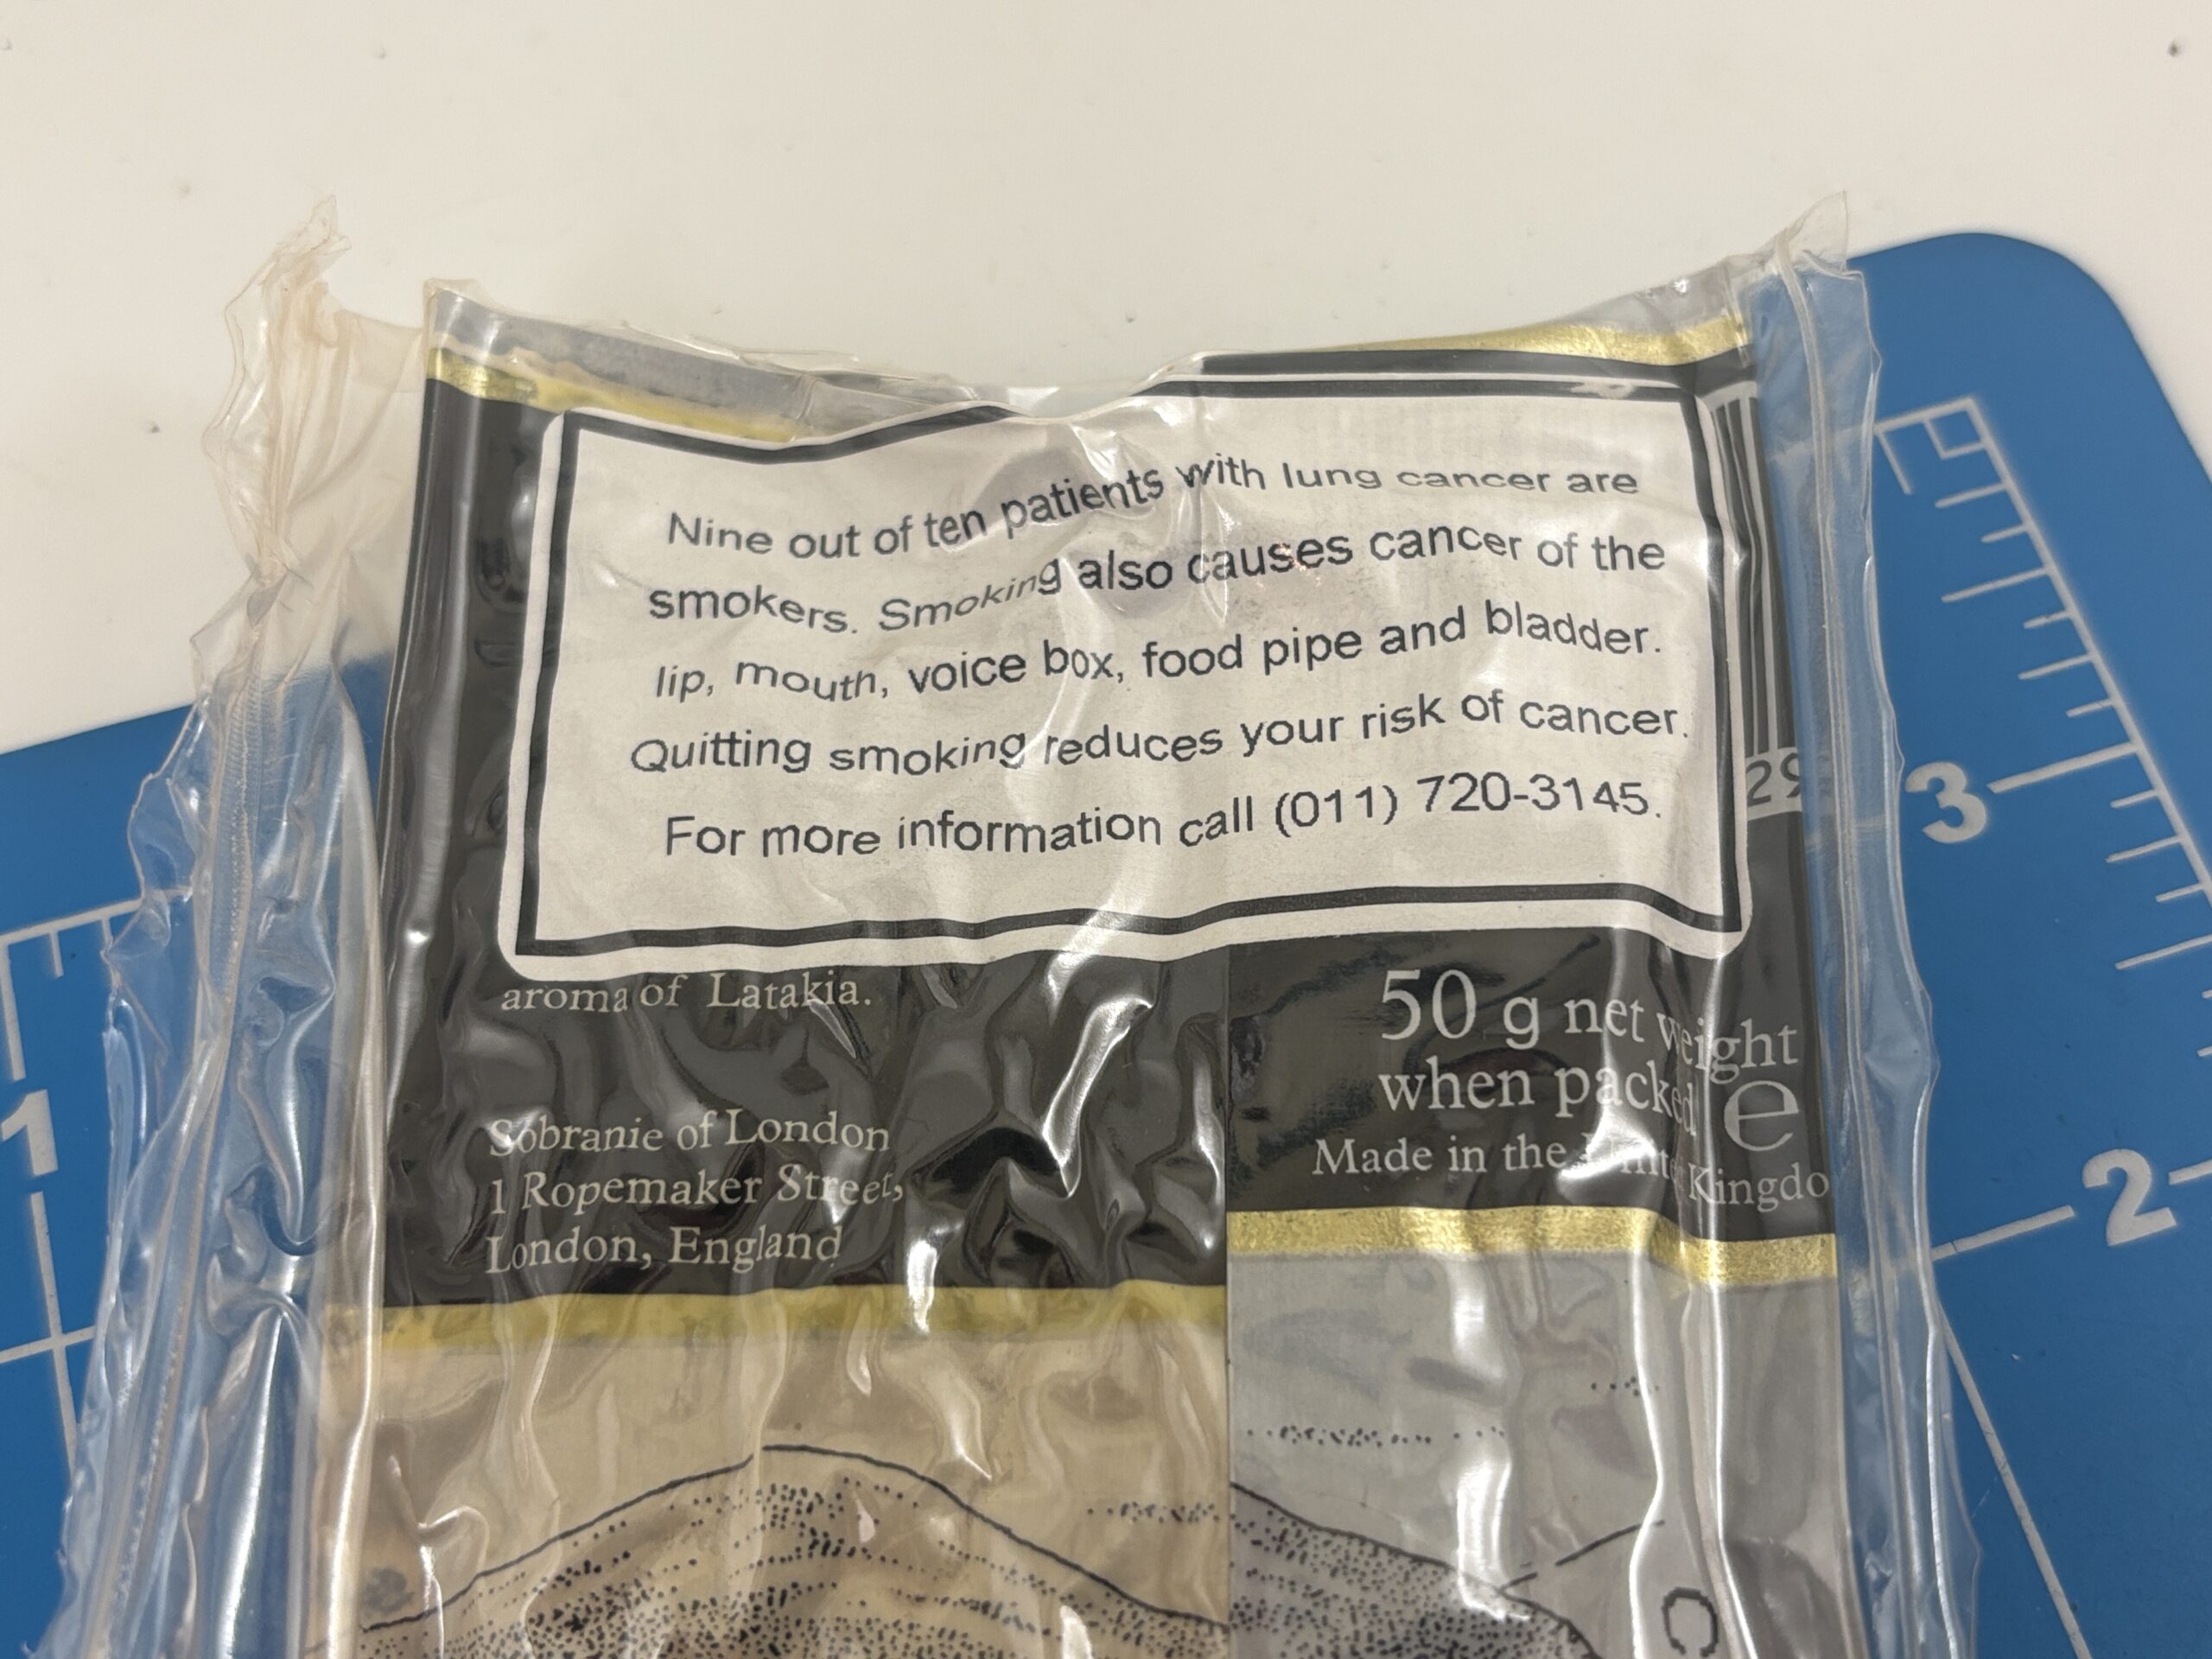 Nine out of ten patients with lung cancer are
smokers. Smoking also causes cancer of the
lip, mouth, voice box, food pipe and bladder.
Quitting smoking reduces your risk of cancer.
For more information call (011) 720-3145.
29
aroma of Latakia.
Sobranie of London
1 Ropemaker Street,
London, England
50 g net weight
when packed e
Made in the United Kingdo
3
2
1